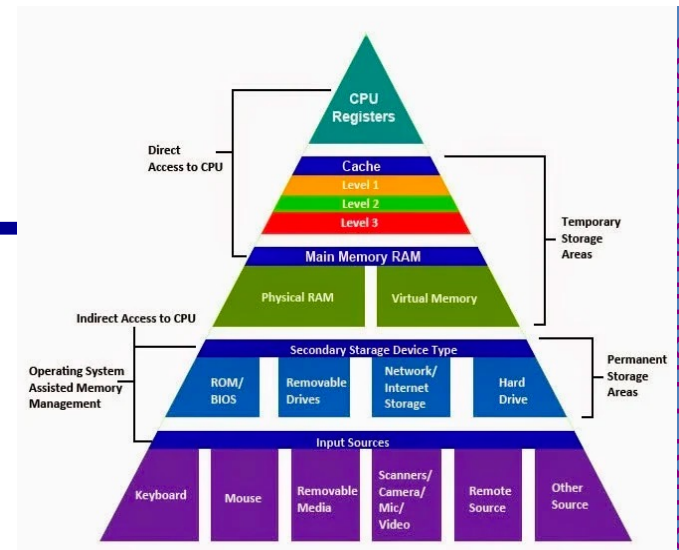 CPU
Registers
Direct
Access to CPU
Cache
Level 1
Level 2
Level 3
Temporary
Storage
Areas
Main Memory RAM
Physical RAM
Virtual Memory
Indirect Access to CPU
Secondary Starage Device Type
Operating System
Assisted Memory
Management
ROM/
BIOS
Removable
Drives
Network/
Internet
Storage
Hard
Drive
Permanent
Storage
Areas
Input Sources
Keyboard
Mouse
Removable
Media
Scanners/
Camera/
Mic/
Video
Remote
Source
Other
Source